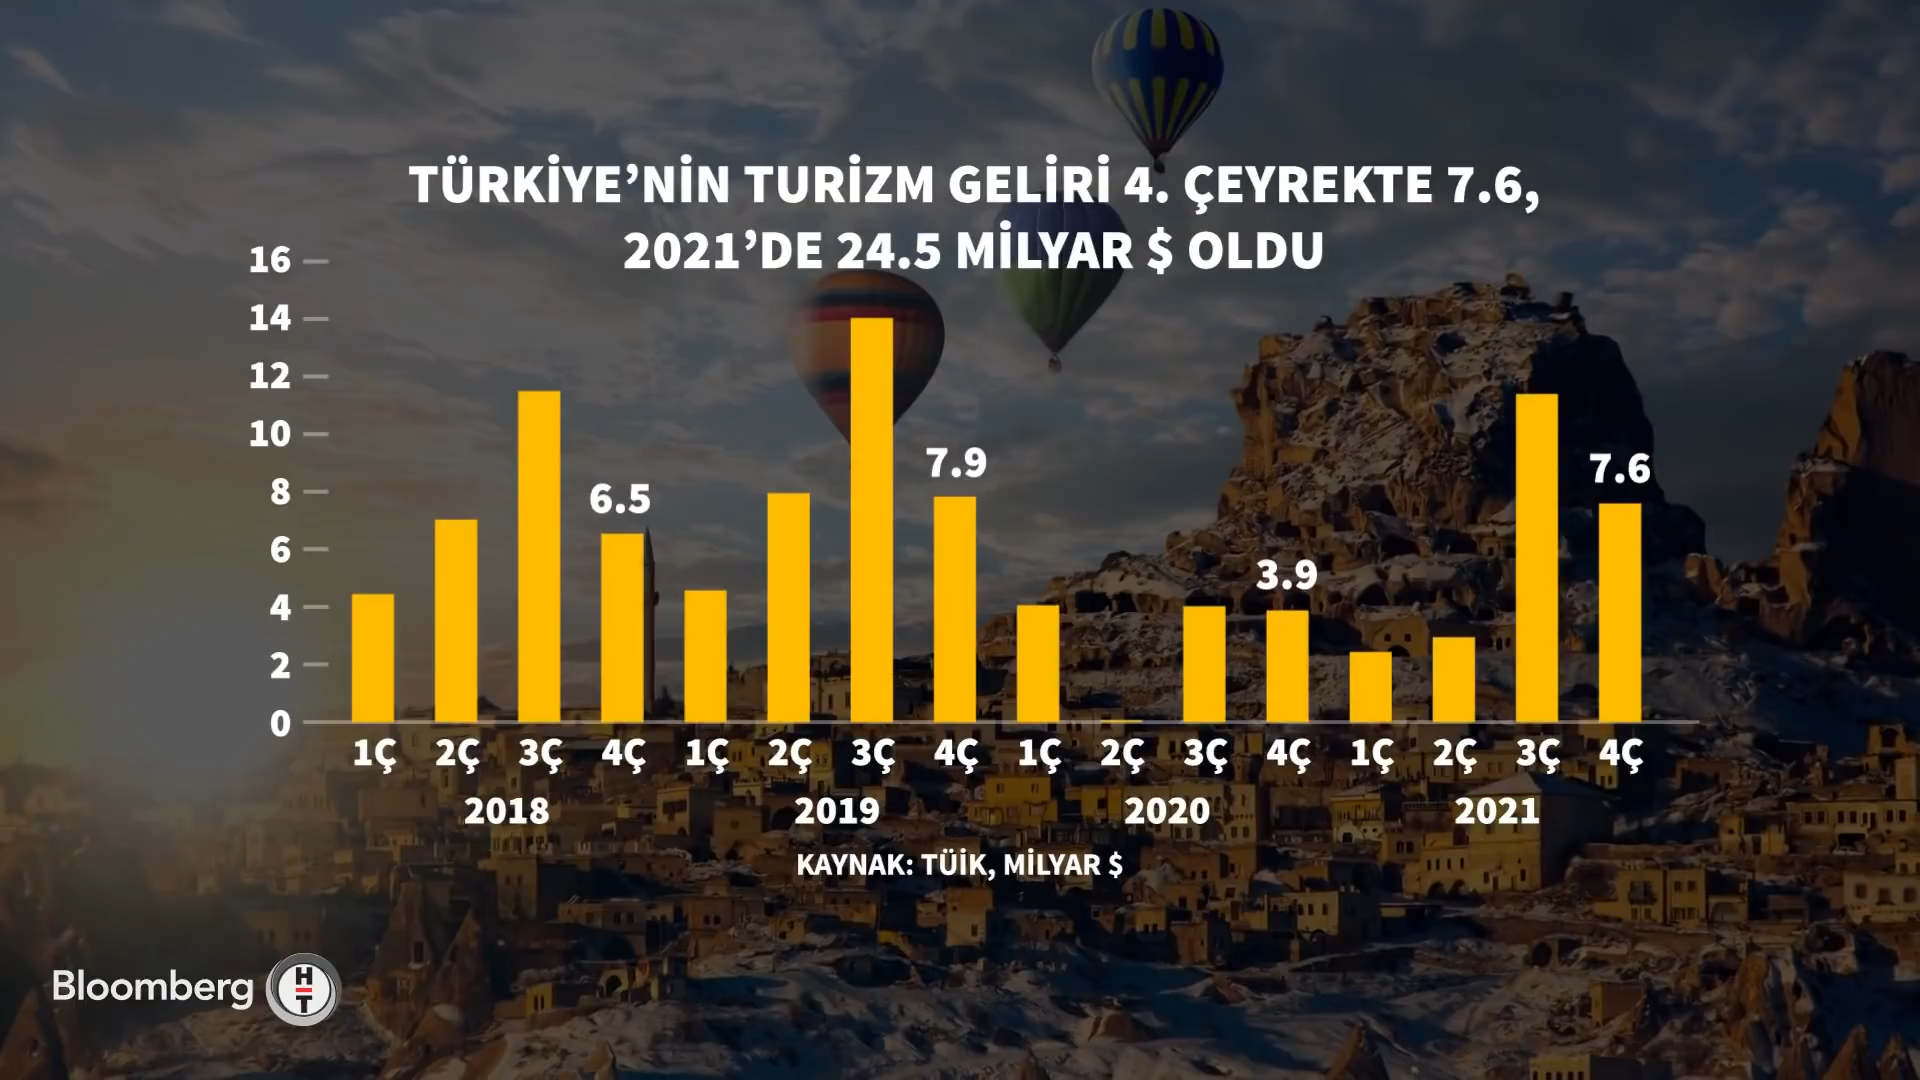 TÜRKİYE’NİN TURİZM GELİRİ 4. ÇEYREKTE 7.6,
2021’DE 24.5 MİLYAR $ OLDU
16
14
12
10
8
6
4
2
0
6.5
7.9
3.9
7.6
1Ç 2Ç 3Ç 4Ç 1Ç 2Ç 3Ç 4Ç 1Ç 2Ç 3Ç 4Ç 1Ç 2Ç 3Ç 4Ç
2018 2019 2020 2021
KAYNAK: TÜİK, MİLYAR $
Bloomberg HT